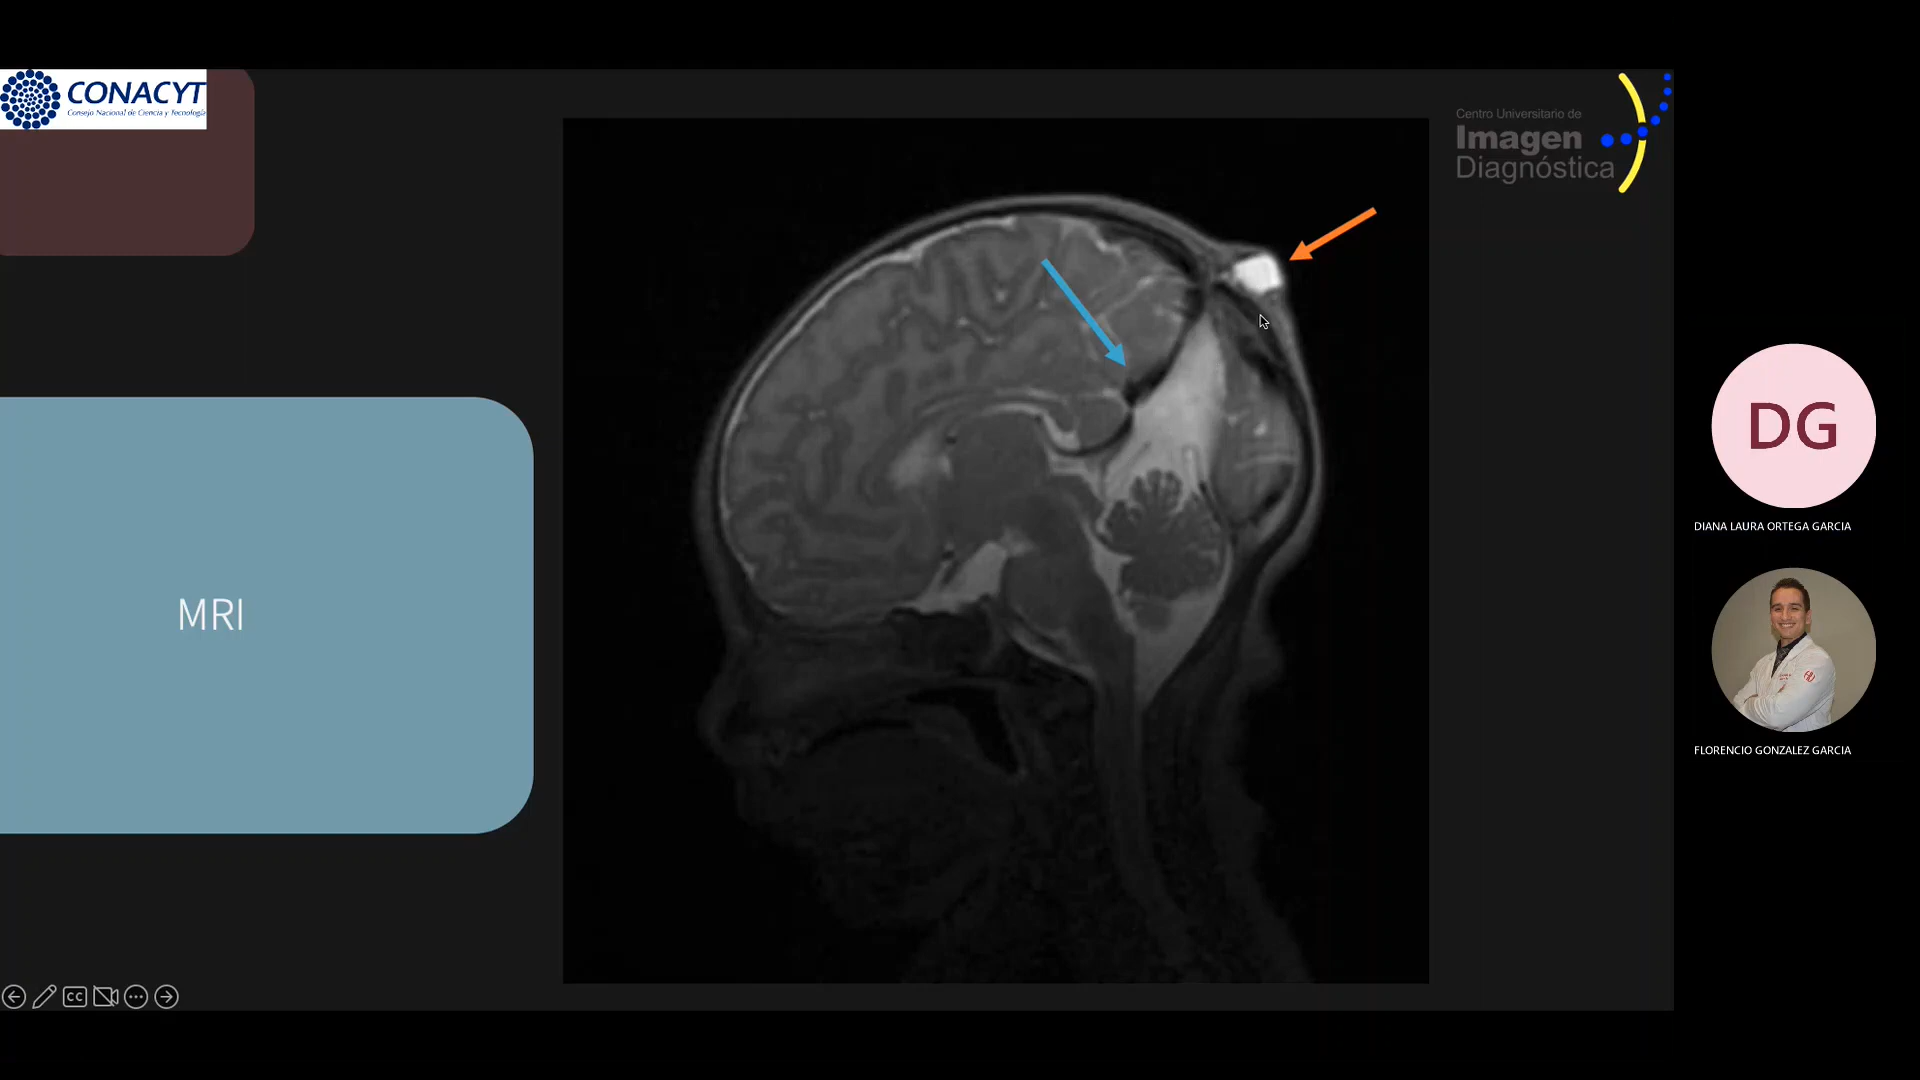 CONACYT
Consejo Nacional de Ciencia y Tecnología
Centro Universitario de
Imagen
Diagnóstica
MRI
DG
DIANA LAURA ORTEGA GARCIA
FLORENCIO GONZALEZ GARCIA
CC